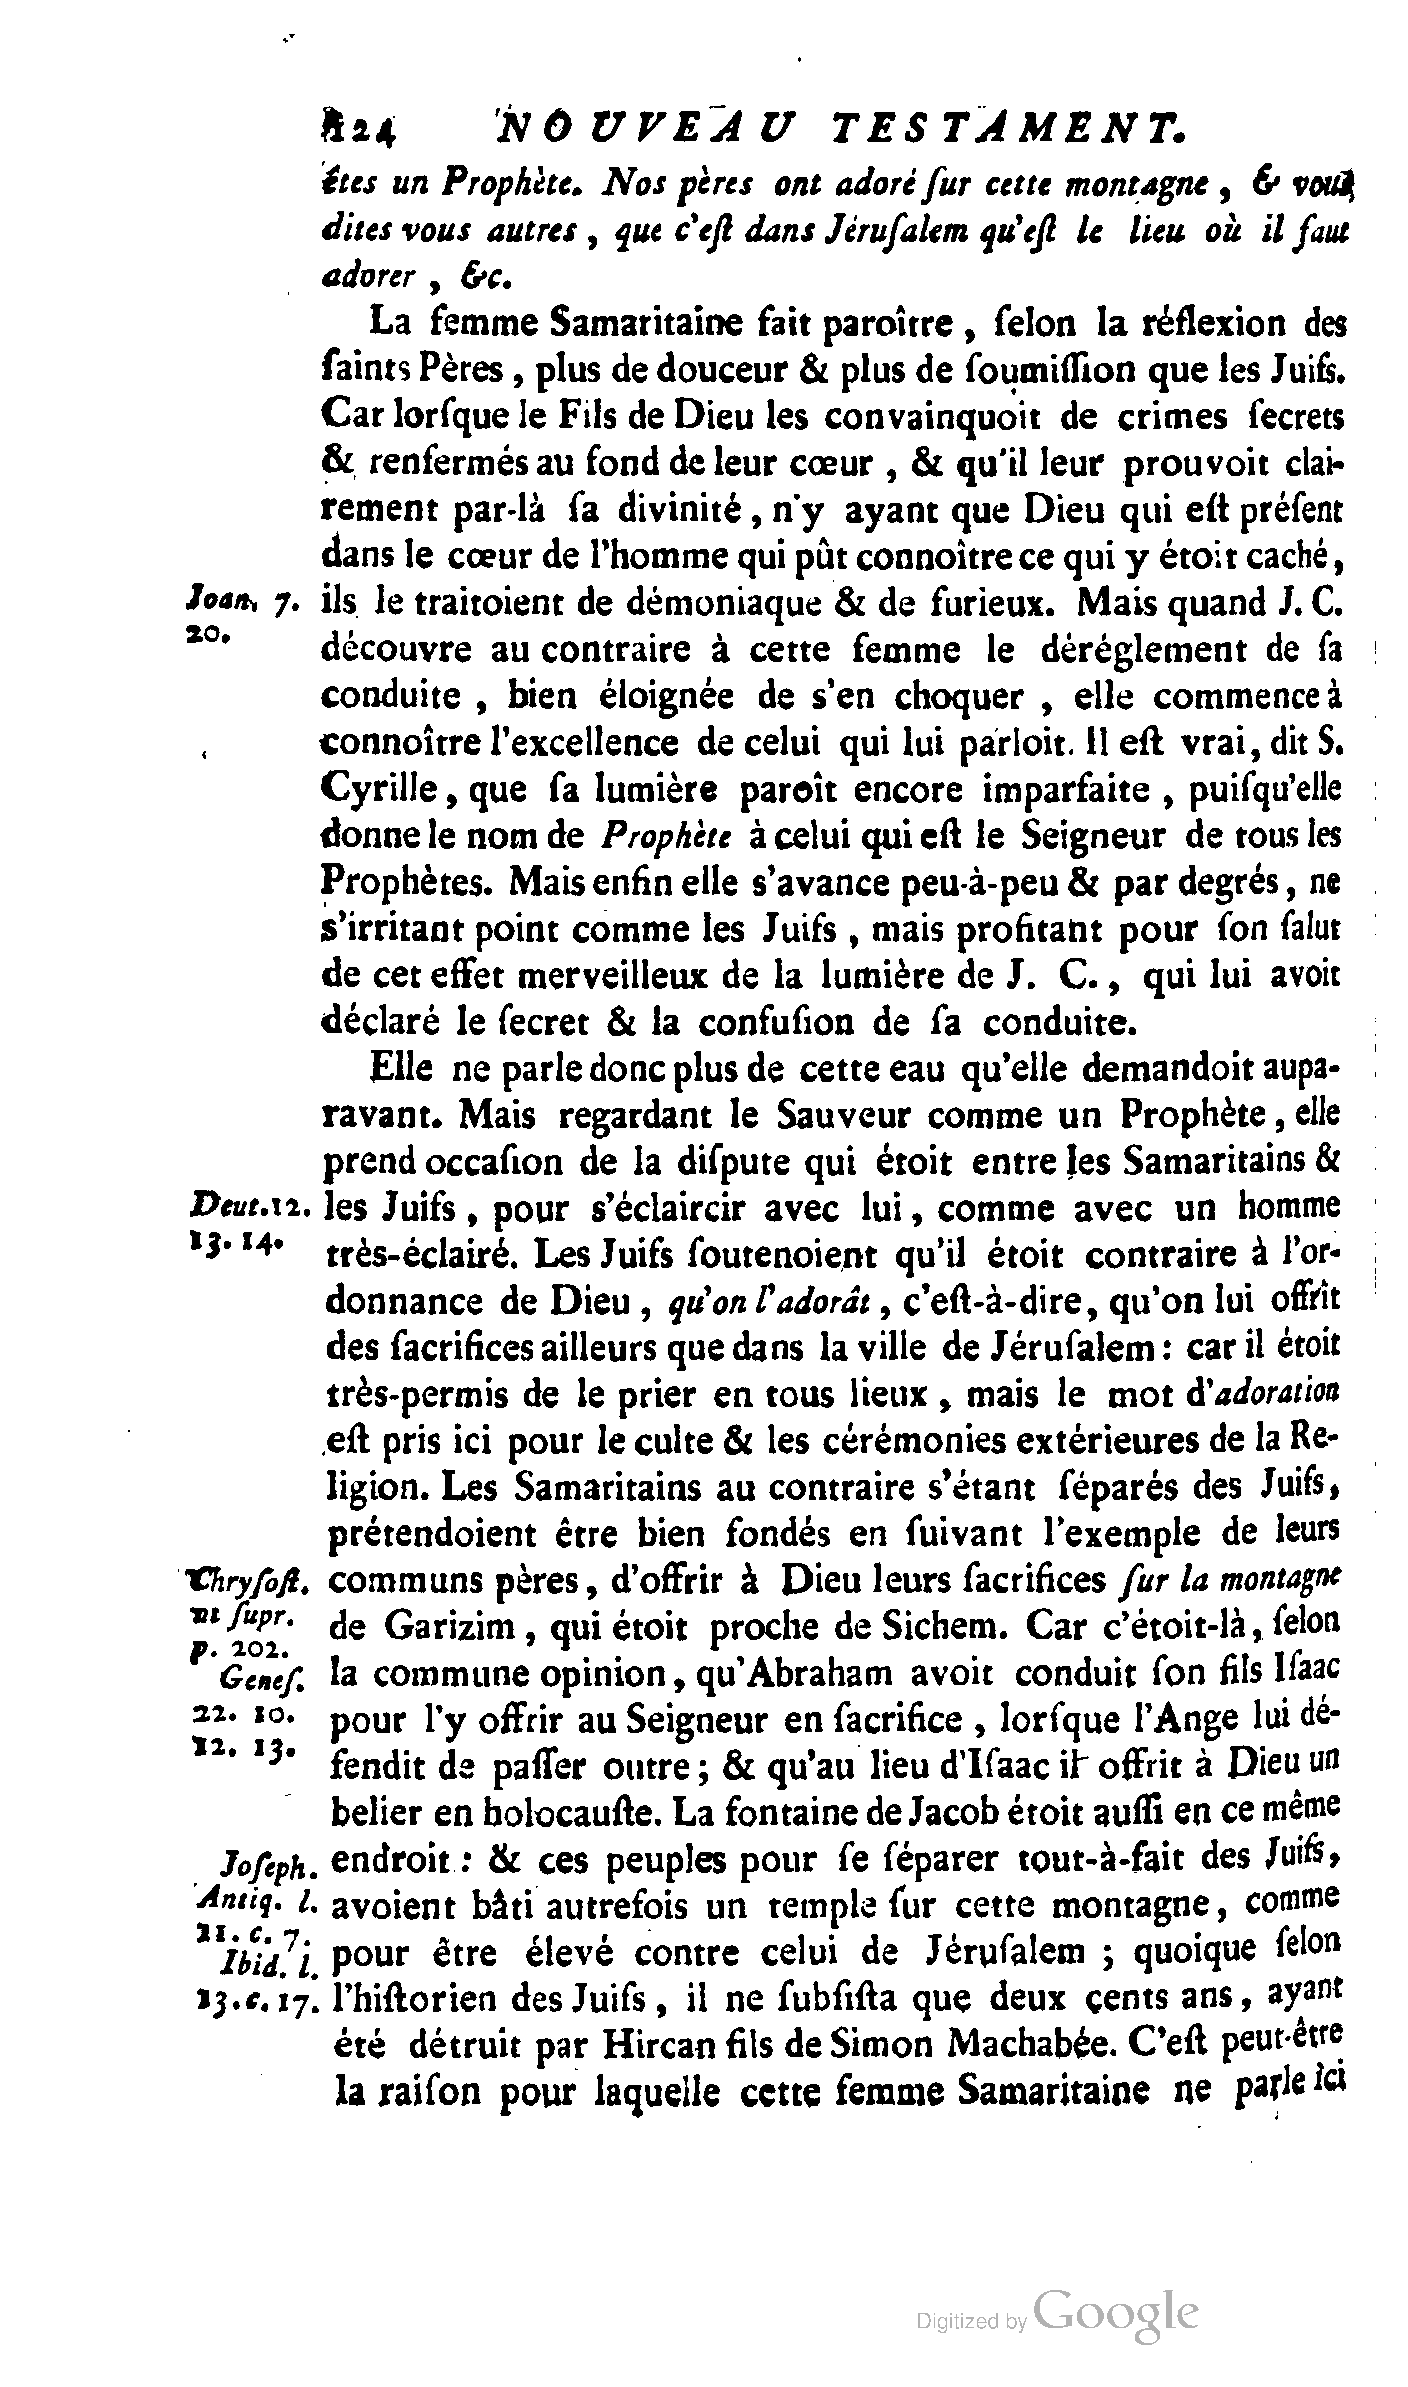 124 NOUVEAU TESTAMENT.
êtes un Prophète. Nos pères ont adoré ſur cette montagne, & vous
dites vous autres, que c'eſt dans Jéruſalem qu'eſt le lieu où il faut
adorer, &c.
La femme Samaritaine fait paroître, ſelon la réflexion des
ſaints Pères, plus de douceur & plus de ſoumiſſion que les Juifs.
Car lorſque le Fils de Dieu les convainquoit de crimes ſecrets
& renfermés au fond de leur cœur, & qu'il leur prouvoit clai-
rement par-là ſa divinité, n'y ayant que Dieu qui eſt préſent
dans le cœur de l'homme qui pût connoître ce qui y étoit caché,
Joan. 7. ils le traitoient de démoniaque & de furieux. Mais quand J. C.
20. découvre au contraire à cette femme le déréglement de ſa
conduite, bien éloignée de s'en choquer, elle commence à
connoître l'excellence de celui qui lui parloit. Il eſt vrai, dit S.
Cyrille, que ſa lumière paroît encore imparfaite, puiſqu'elle
donne le nom de Prophète à celui qui eſt le Seigneur de tous les
Prophètes. Mais enfin elle s'avance peu-à-peu & par degrés, ne
s'irritant point comme les Juifs, mais profitant pour ſon ſalut
de cet effet merveilleux de la lumière de J. C., qui lui avoit
déclaré le ſecret & la confuſion de ſa conduite.
Elle ne parle donc plus de cette eau qu'elle demandoit aupa-
ravant. Mais regardant le Sauveur comme un Prophète, elle
prend occaſion de la diſpute qui étoit entre les Samaritains &
Deut. 12. les Juifs, pour s'éclaircir avec lui, comme avec un homme
13. 14. très-éclairé. Les Juifs ſoutenoient qu'il étoit contraire à l'or-
donnance de Dieu, qu'on l'adorât, c'eſt-à-dire, qu'on lui offrît
des ſacrifices ailleurs que dans la ville de Jéruſalem: car il étoit
très-permis de le prier en tous lieux, mais le mot d'adoration
eſt pris ici pour le culte & les cérémonies extérieures de la Re-
ligion. Les Samaritains au contraire s'étant ſéparés des Juifs,
prétendoient être bien fondés en ſuivant l'exemple de leurs
Chryſoſt. communs pères, d'offrir à Dieu leurs ſacrifices ſur la montagne
ut ſupr. de Garizim, qui étoit proche de Sichem. Car c'étoit-là, ſelon
p. 202.
Geneſ. la commune opinion, qu'Abraham avoit conduit ſon fils Iſaac
22. 10. pour l'y offrir au Seigneur en ſacrifice, lorſque l'Ange lui dé-
12. 13. fendit de paſſer outre; & qu'au lieu d'Iſaac il offrit à Dieu un
belier en holocauſte. La fontaine de Jacob étoit auſſi en ce même
Joſeph. endroit: & ces peuples pour ſe ſéparer tout-à-fait des Juifs,
Antiq. l. avoient bâti autrefois un temple ſur cette montagne, comme
11. c. 7.
Ibid. l. pour être élevé contre celui de Jéruſalem; quoique ſelon
13. c. 17. l'hiſtorien des Juifs, il ne ſubſiſta que deux cents ans, ayant
été détruit par Hircan fils de Simon Machabée. C'eſt peut-être
la raiſon pour laquelle cette femme Samaritaine ne parle ici
Digitized by Google